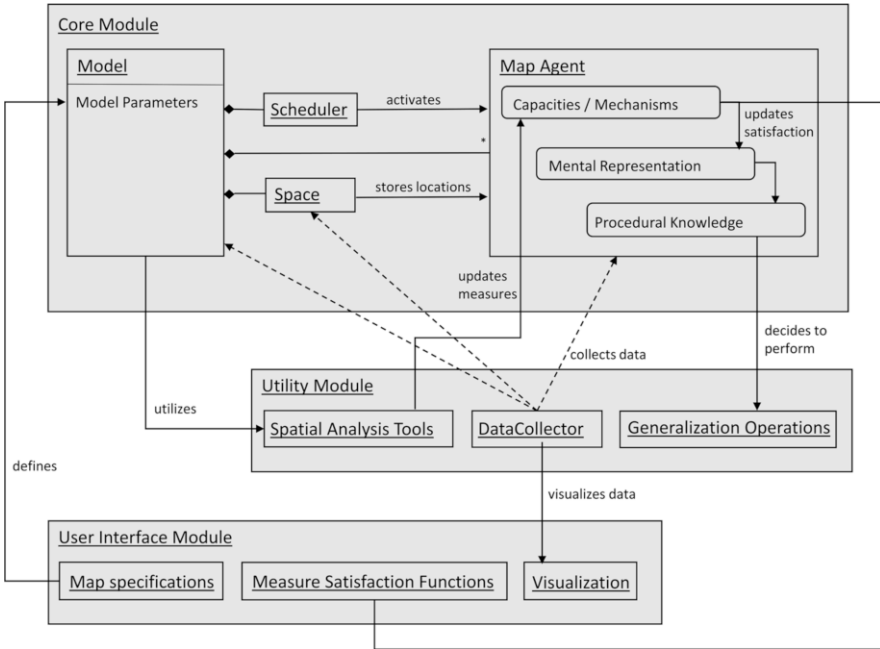 Core Module
Model
Model Parameters
Scheduler
activates
*
Space
stores locations
Map Agent
Capacities / Mechanisms
updates
satisfaction
Mental Representation
Procedural Knowledge
updates
measures
collects data
decides to
perform
utilizes
Utility Module
Spatial Analysis Tools
DataCollector
Generalization Operations
defines
visualizes data
User Interface Module
Map specifications
Measure Satisfaction Functions
Visualization